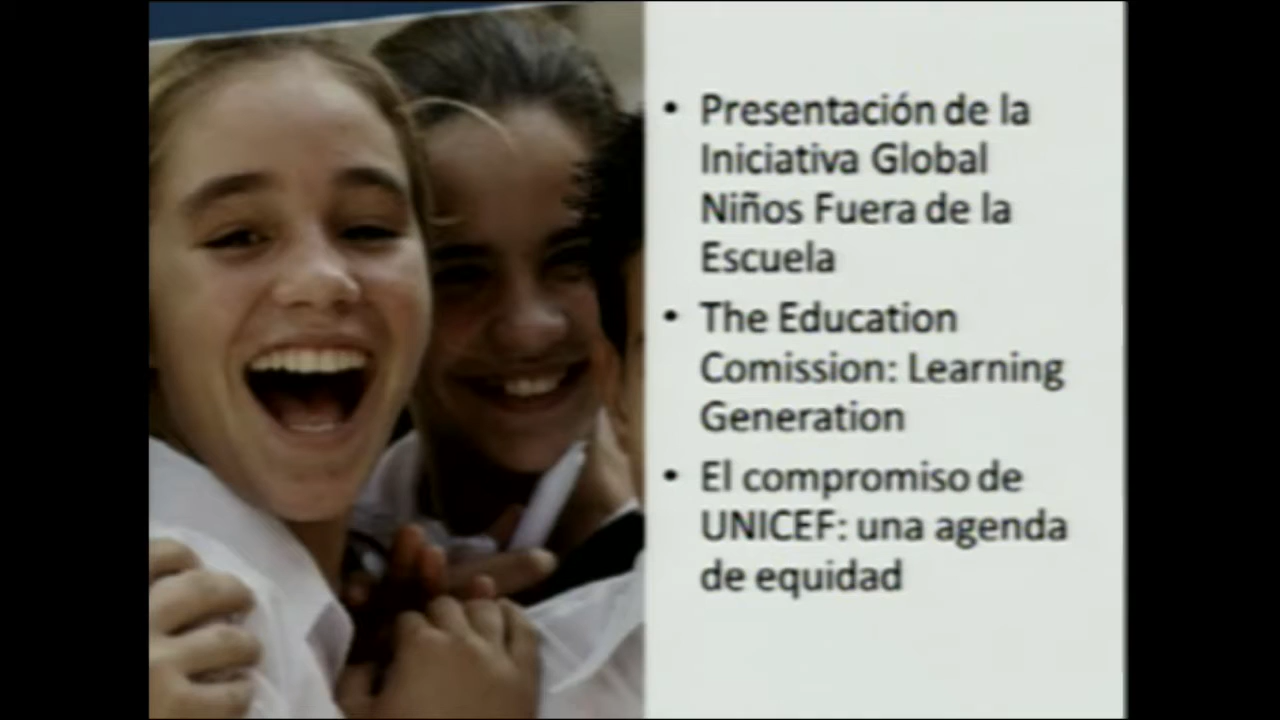 • Presentación de la
Iniciativa Global
Niños Fuera de la
Escuela
• The Education
Comission: Learning
Generation
• El compromiso de
UNICEF: una agenda
de equidad